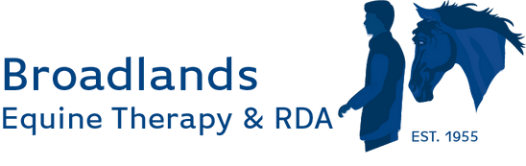 Broadlands
Equine Therapy & RDA
EST. 1955